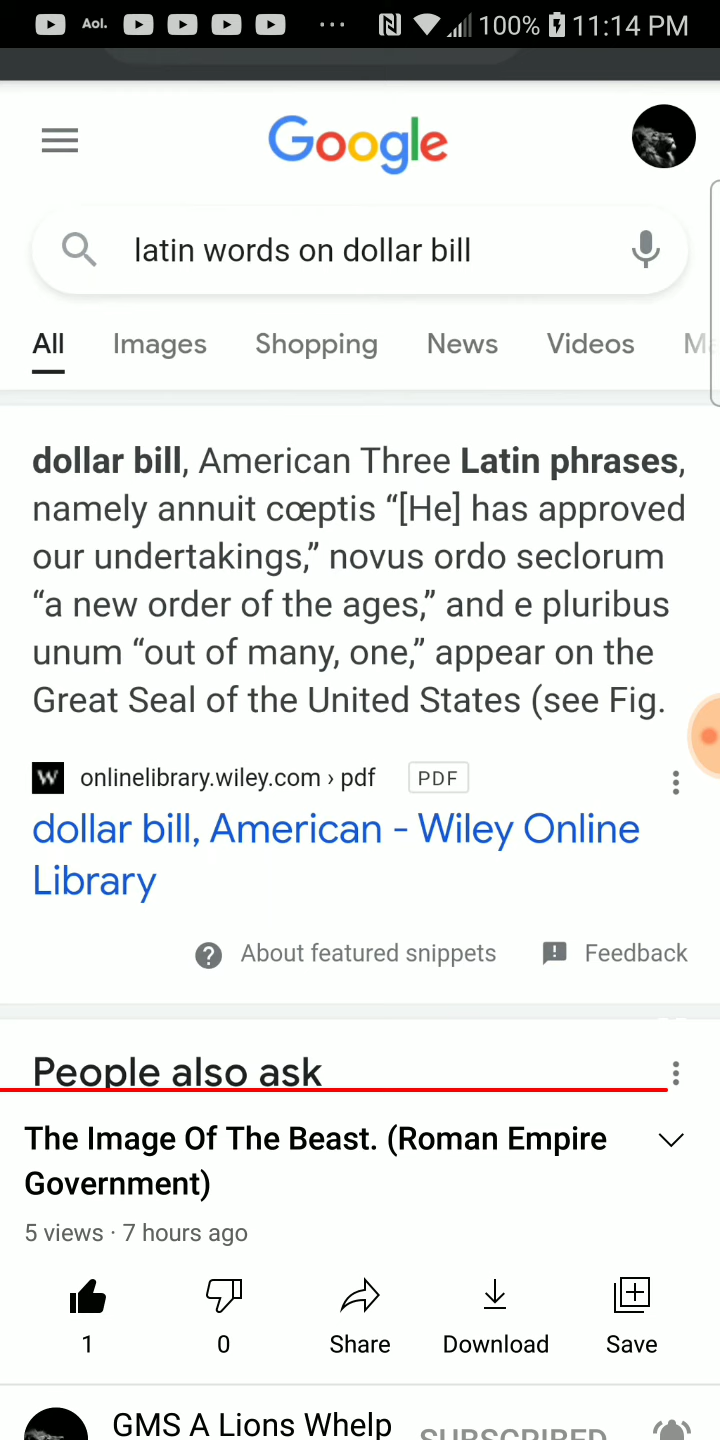 Aol. ... 100% 11:14 PM
Google
latin words on dollar bill
All Images Shopping News Videos
dollar bill, American Three Latin phrases,
namely annuit cœptis “[He] has approved
our undertakings,” novus ordo seclorum
“a new order of the ages,” and e pluribus
unum “out of many, one,” appear on the
Great Seal of the United States (see Fig.
W onlinelibrary.wiley.com › pdf PDF
dollar bill, American - Wiley Online
Library
About featured snippets Feedback
People also ask
The Image Of The Beast. (Roman Empire
Government)
5 views · 7 hours ago
1 0 Share Download Save
GMS A Lions Whelp SUBSCRIBED